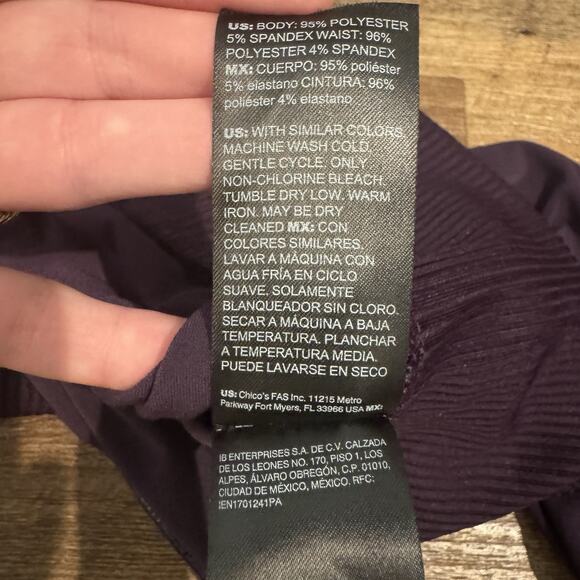 US: BODY: 95% POLYESTER
5% SPANDEX WAIST: 96%
POLYESTER 4% SPANDEX
MX: CUERPO: 95% poliéster
5% elastano CINTURA: 96%
poliéster 4% elastano
US: WITH SIMILAR COLORS
MACHINE WASH COLD.
GENTLE CYCLE. ONLY
NON-CHLORINE BLEACH.
TUMBLE DRY LOW. WARM
IRON. MAY BE DRY
CLEANED MX: CON
COLORES SIMILARES.
LAVAR A MÁQUINA CON
AGUA FRÍA EN CICLO
SUAVE. SOLAMENTE
BLANQUEADOR SIN CLORO.
SECAR A MÁQUINA A BAJA
TEMPERATURA. PLANCHAR
A TEMPERATURA MEDIA.
PUEDE LAVARSE EN SECO
US: Chico's FAS Inc. 11215 Metro
Parkway Fort Myers, FL 33966 USA MX:
IB ENTERPRISES S.A. DE C.V. CALZADA
DE LOS LEONES NO. 170, PISO 1, LOS
ALPES, ÁLVARO OBREGÓN, C.P. 01010,
CIUDAD DE MÉXICO, MÉXICO. RFC:
IEN1701241PA